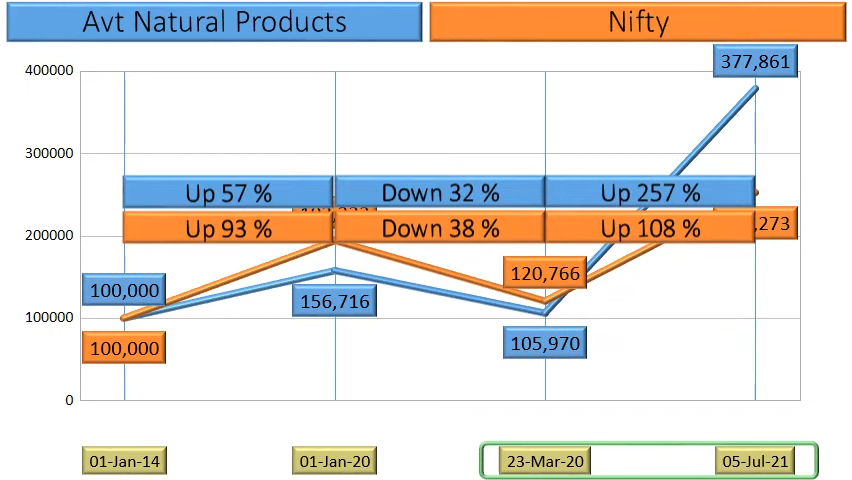 Avt Natural Products
Nifty
400000
377,861
300000
Up 57 %
Down 32 %
Up 257 %
Up 93 %
Down 38 %
Up 108 %
,273
200000
120,766
100,000
156,716
105,970
100000
100,000
0
01-Jan-14
01-Jan-20
23-Mar-20
05-Jul-21